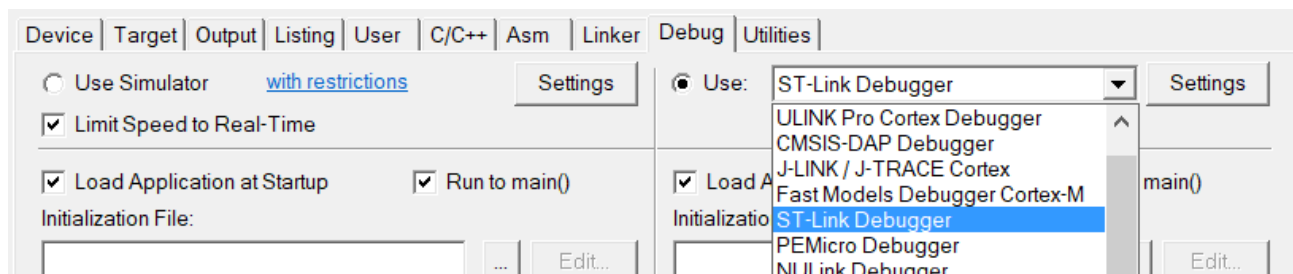 Device Target Output Listing User C/C++ Asm Linker Debug Utilities
Use Simulator with restrictions Settings Use: ST-Link Debugger Settings
Limit Speed to Real-Time
ULINK Pro Cortex Debugger
CMSIS-DAP Debugger
J-LINK / J-TRACE Cortex
Load Application at Startup Run to main() Load A main()
Fast Models Debugger Cortex-M
Initialization File: Initializatio
ST-Link Debugger
PEMicro Debugger
... Edit... Edit...
NULink Debugger